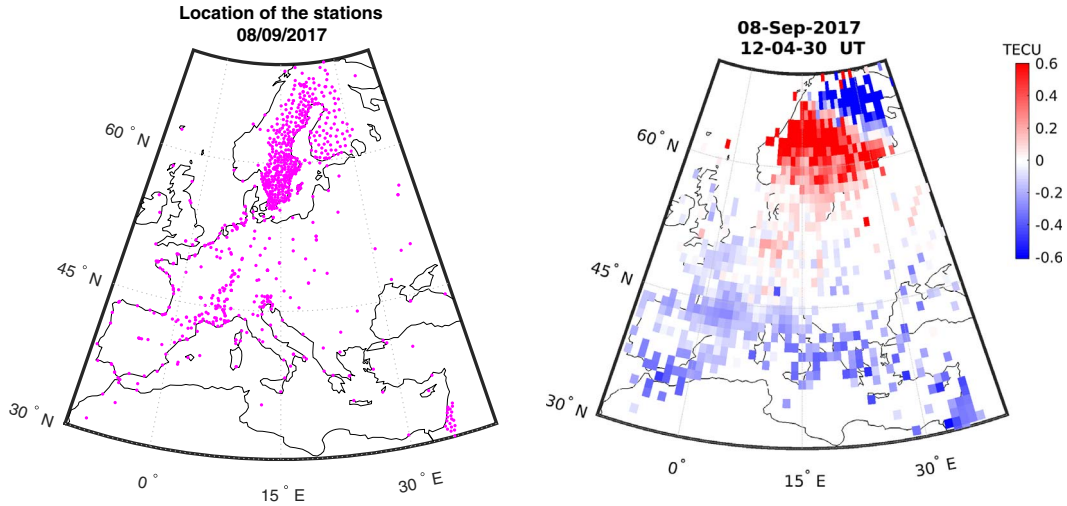 Location of the stations
08/09/2017
60° N
45° N
30° N
0°
15° E
30° E
08-Sep-2017
12-04-30 UT
TECU
60° N
45° N
30° N
0°
15° E
30° E
0.6
0.4
0.2
0
-0.2
-0.4
-0.6